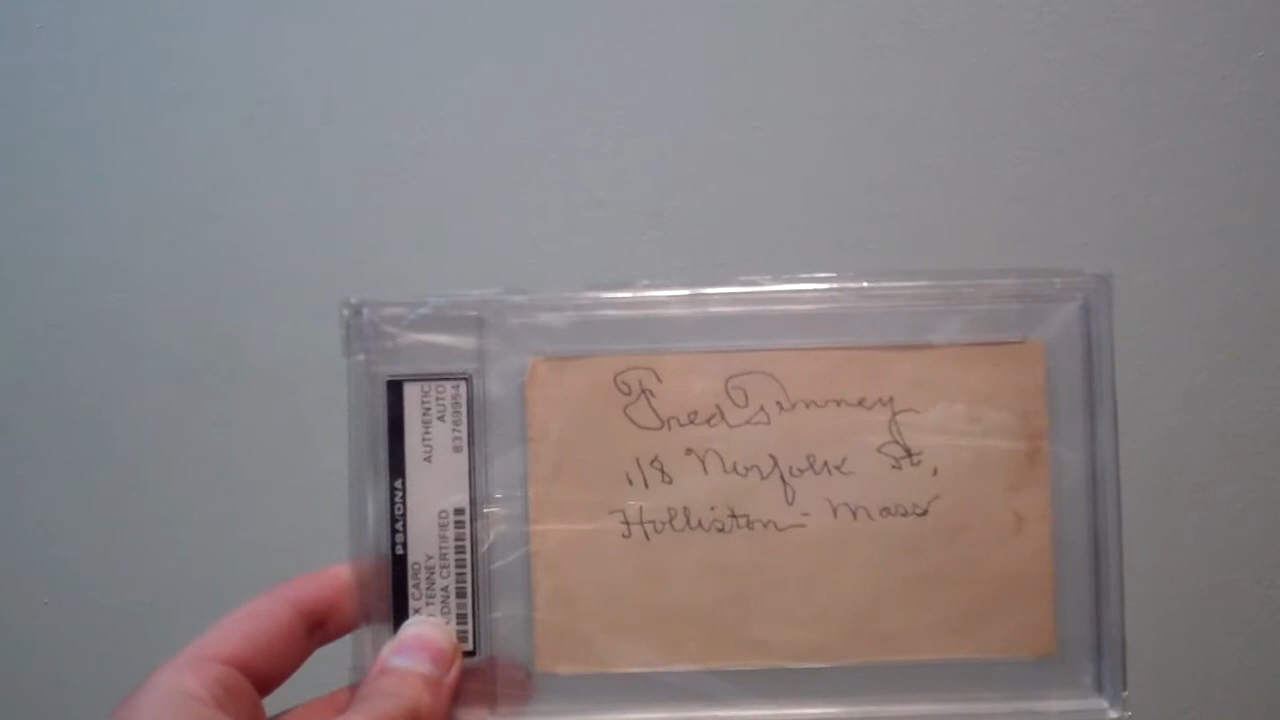 Fred Tenney
118 Norfolk St.
Holliston - Mass
PSA/DNA
X CARD
TENNEY
/DNA CERTIFIED
AUTHENTIC
AUTO
83769954